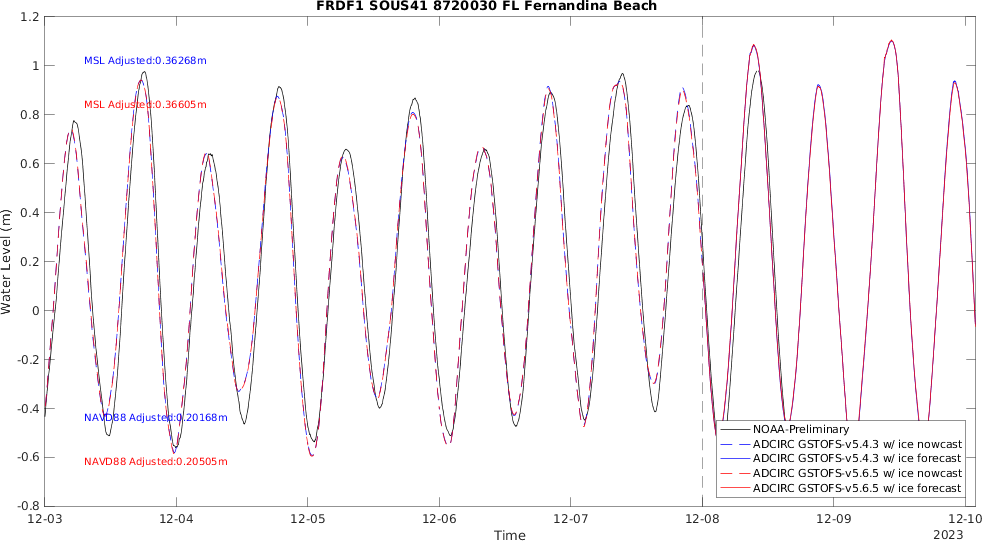 FRDF1 SOUS41 8720030 FL Fernandina Beach
1.2
1
0.8
0.6
0.4
0.2
0
-0.2
-0.4
-0.6
-0.8
Water Level (m)
MSL Adjusted:0.36268m
MSL Adjusted:0.36605m
NAVD88 Adjusted:0.20168m
NAVD88 Adjusted:0.20505m
NOAA-Preliminary
ADCIRC GSTOFS-v5.4.3 w/ ice nowcast
ADCIRC GSTOFS-v5.4.3 w/ ice forecast
ADCIRC GSTOFS-v5.6.5 w/ ice nowcast
ADCIRC GSTOFS-v5.6.5 w/ ice forecast
12-03 12-04 12-05 12-06 12-07 12-08 12-09 12-10
Time
2023